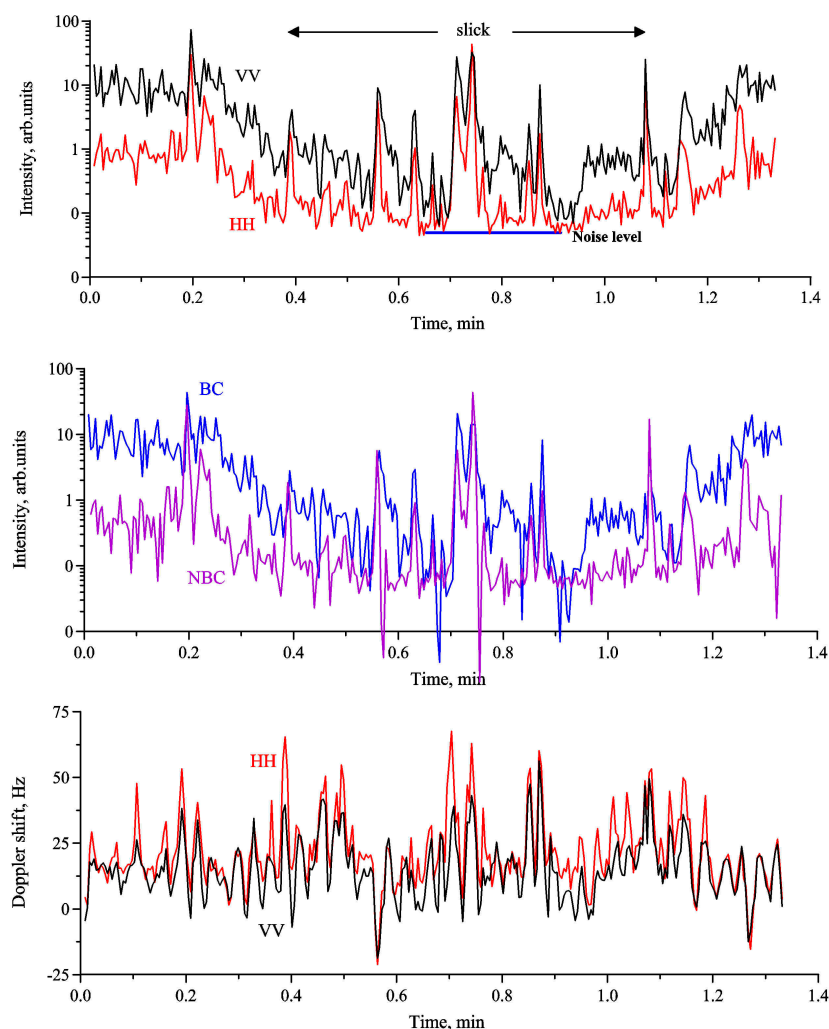 100
10
1
0
0
Intensity, arb.units
slick
VV
HH
Noise level
0.0 0.2 0.4 0.6 0.8 1.0 1.2 1.4
Time, min
100
10
1
0
0
Intensity, arb.units
BC
NBC
0.0 0.2 0.4 0.6 0.8 1.0 1.2 1.4
Time, min
75
50
25
0
-25
Doppler shift, Hz
HH
VV
0.0 0.2 0.4 0.6 0.8 1.0 1.2 1.4
Time, min